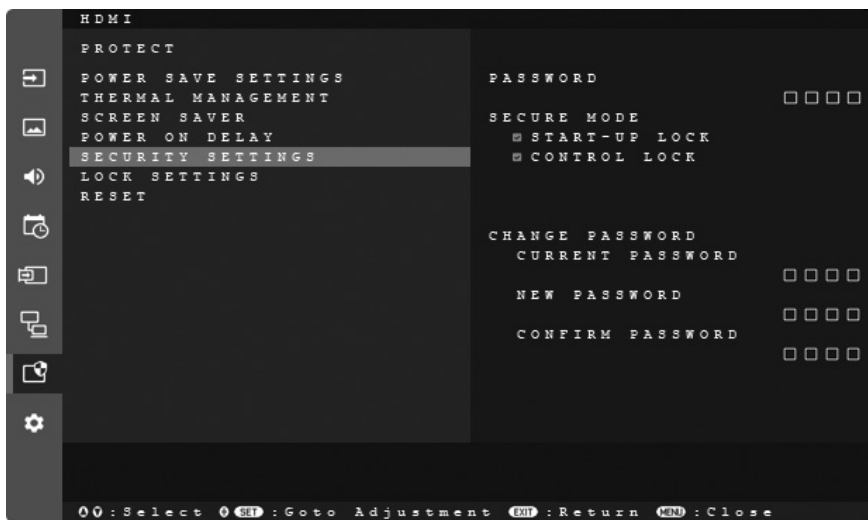 HDMI
PROTECT
POWER SAVE SETTINGS
THERMAL MANAGEMENT
SCREEN SAVER
POWER ON DELAY
SECURITY SETTINGS
LOCK SETTINGS
RESET
PASSWORD
SECURE MODE
START-UP LOCK
CONTROL LOCK
CHANGE PASSWORD
CURRENT PASSWORD
NEW PASSWORD
CONFIRM PASSWORD
:Select SET :Goto Adjustment EXIT :Return MENU :Close